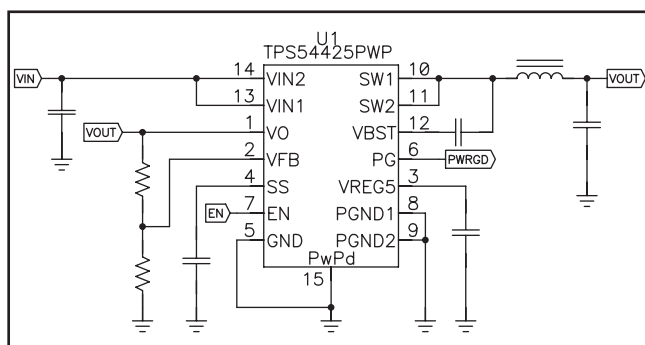 U1
TPS54425PWP
VIN
14 VIN2 SW1 10
13 VIN1 SW2 11
VOUT
VOUT 1 VO VBST 12
2 VFB PG 6 PWRGD
4 SS VREG5 3
EN 7 EN PGND1 8
5 GND PGND2 9
PwPd
15